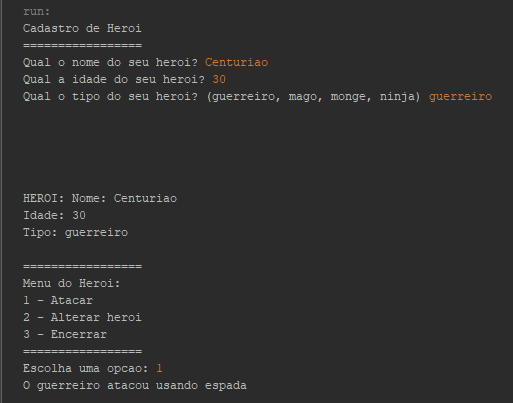 run:
Cadastro de Heroi
=================
Qual o nome do seu heroi? Centuriao
Qual a idade do seu heroi? 30
Qual o tipo do seu heroi? (guerreiro, mago, monge, ninja) guerreiro
HEROI: Nome: Centuriao
Idade: 30
Tipo: guerreiro
=================
Menu do Heroi:
1 - Atacar
2 - Alterar heroi
3 - Encerrar
=================
Escolha uma opcao: 1
O guerreiro atacou usando espada